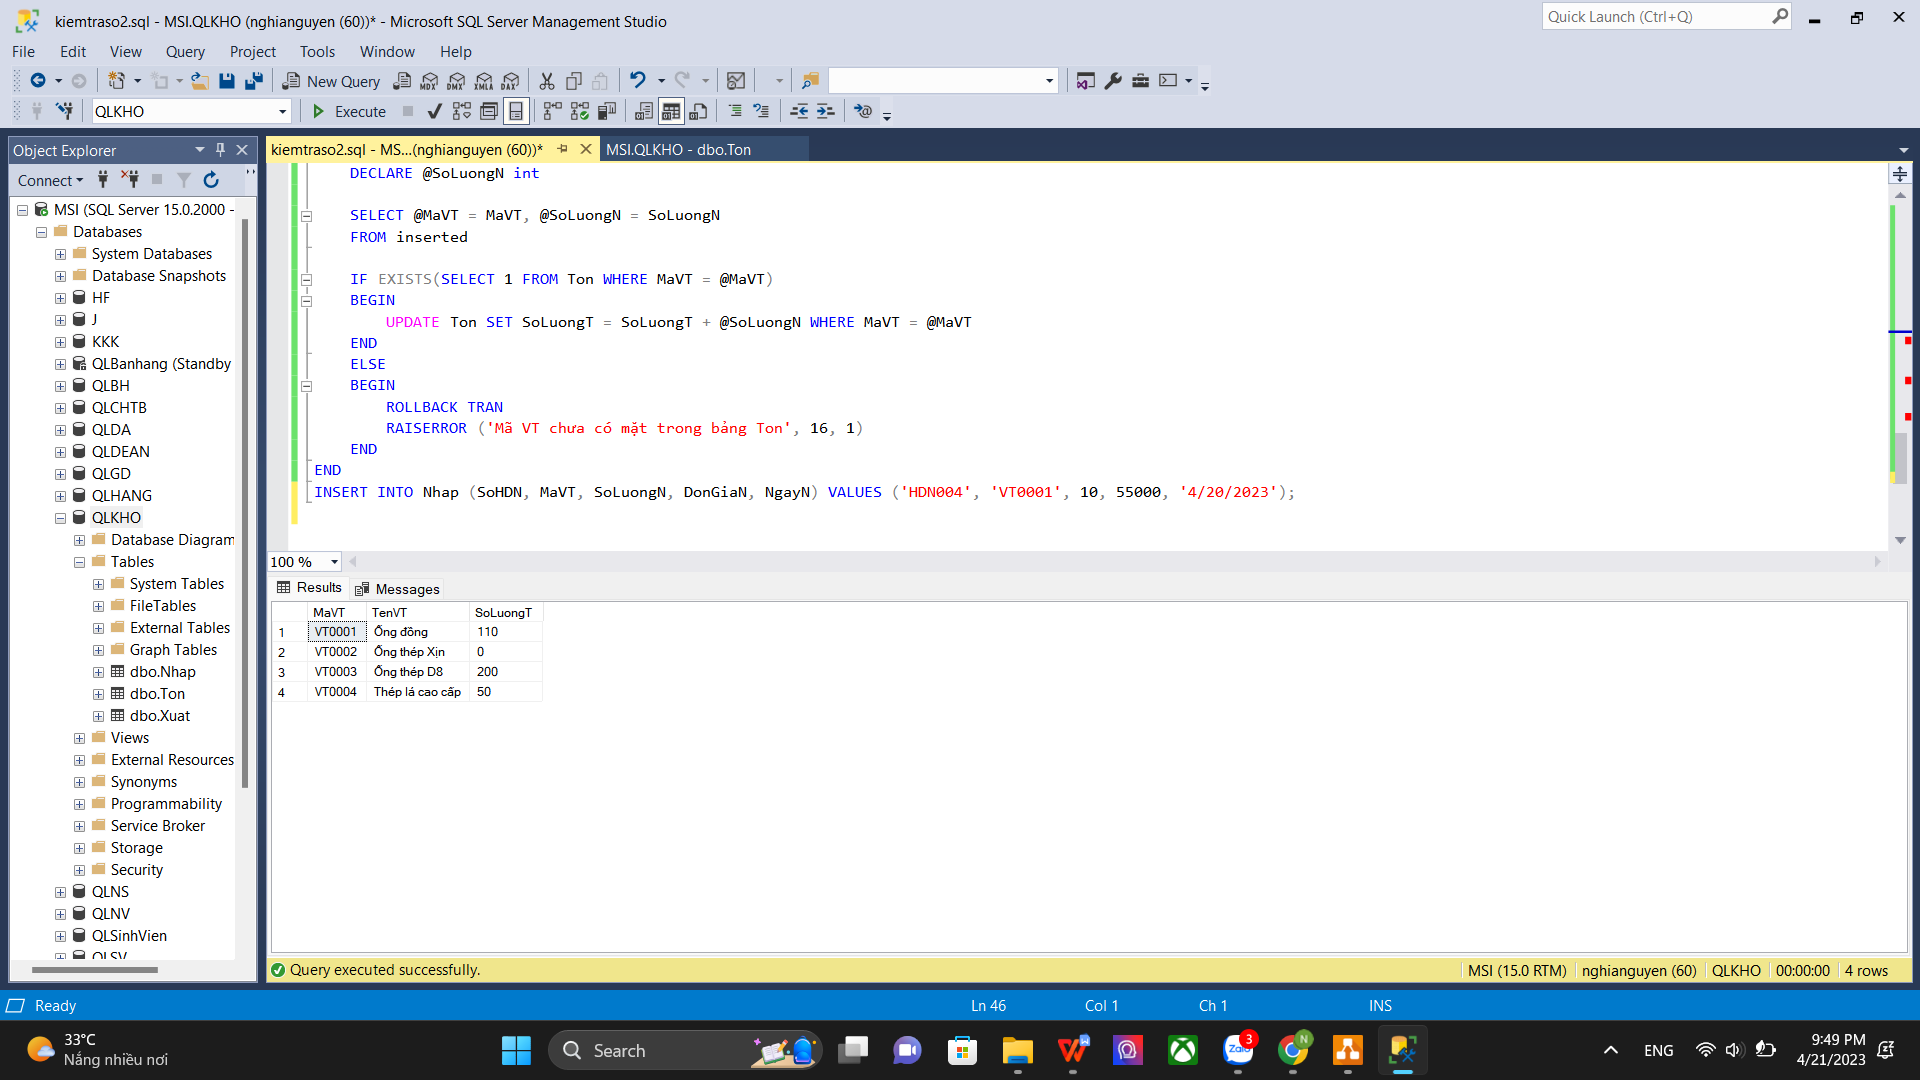 kiemtraso2.sql - MSI.QLKHO (nghianguyen (60))* - Microsoft SQL Server Management Studio
Quick Launch (Ctrl+Q)
File Edit View Query Project Tools Window Help
New Query
MDX DMX XMLA DAX
QLKHO
Execute
Object Explorer
Connect
MSI (SQL Server 15.0.2000 -
Databases
System Databases
Database Snapshots
HF
J
KKK
QLBanhang (Standby
QLBH
QLCHTB
QLDA
QLDEAN
QLGD
QLHANG
QLKHO
Database Diagram
Tables
System Tables
FileTables
External Tables
Graph Tables
dbo.Nhap
dbo.Ton
dbo.Xuat
Views
External Resources
Synonyms
Programmability
Service Broker
Storage
Security
QLNS
QLNV
QLSinhVien
QLSV
kiemtraso2.sql - MS...(nghianguyen (60))*
MSI.QLKHO - dbo.Ton
DECLARE @SoLuongN int
SELECT @MaVT = MaVT, @SoLuongN = SoLuongN
FROM inserted
IF EXISTS(SELECT 1 FROM Ton WHERE MaVT = @MaVT)
BEGIN
UPDATE Ton SET SoLuongT = SoLuongT + @SoLuongN WHERE MaVT = @MaVT
END
ELSE
BEGIN
ROLLBACK TRAN
RAISERROR ('Mã VT chưa có mặt trong bảng Ton', 16, 1)
END
END
INSERT INTO Nhap (SoHDN, MaVT, SoLuongN, DonGiaN, NgayN) VALUES ('HDN004', 'VT0001', 10, 55000, '4/20/2023');
100 %
Results Messages
MaVT TenVT SoLuongT
1 VT0001 Ống đồng 110
2 VT0002 Ống thép Xịn 0
3 VT0003 Ống thép D8 200
4 VT0004 Thép lá cao cấp 50
Query executed successfully.
MSI (15.0 RTM) nghianguyen (60) QLKHO 00:00:00 4 rows
Ready
Ln 46 Col 1 Ch 1 INS
33°C
Nắng nhiều nơi
Search
Zalo
3
N
ENG
9:49 PM
4/21/2023